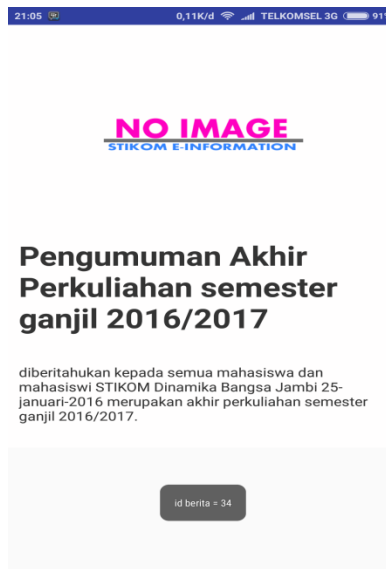 21:05 0,11K/d TELKOMSEL 3G 91
NO IMAGE
STIKOM E-INFORMATION
Pengumuman Akhir
Perkuliahan semester
ganjil 2016/2017
diberitahukan kepada semua mahasiswa dan
mahasiswi STIKOM Dinamika Bangsa Jambi 25-
januari-2016 merupakan akhir perkuliahan semester
ganjil 2016/2017.
id berita = 34